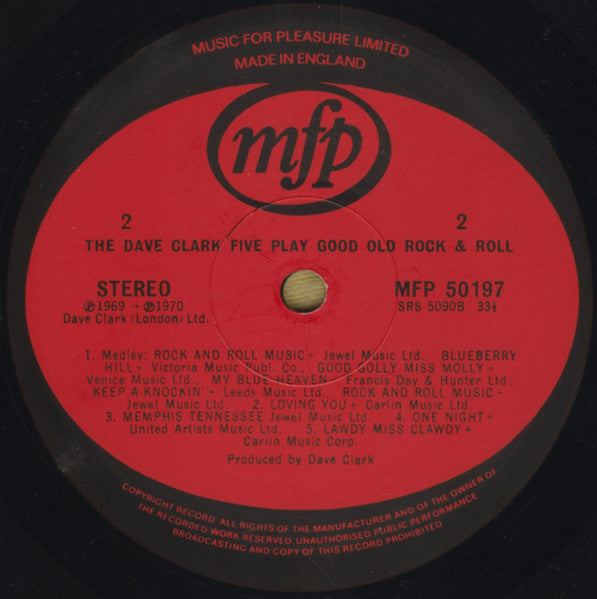 MUSIC FOR PLEASURE LIMITED
MADE IN ENGLAND
mfp
2 2
THE DAVE CLARK FIVE PLAY GOOD OLD ROCK & ROLL
STEREO MFP 50197
℗1969 + ℗1970 SRS 5090B 33⅓
Dave Clark (London) Ltd.
1. Medley: ROCK AND ROLL MUSIC+ Jewel Music Ltd., BLUEBERRY
HILL+ Victoria Music Publ. Co., GOOD GOLLY MISS MOLLY+
Venice Music Ltd., MY BLUE HEAVEN+ Francis Day & Hunter Ltd.,
KEEP A-KNOCKIN'+ Leeds Music Ltd. ROCK AND ROLL MUSIC+
Jewel Music Ltd. 2. LOVING YOU+ Carlin Music Ltd.
3. MEMPHIS TENNESSEE Jewel Music Ltd. 4. ONE NIGHT+
United Artists Music Ltd. 5. LAWDY MISS CLAWDY+
Carlin Music Corp.
Produced by Dave Clark
COPYRIGHT RECORD ALL RIGHTS OF THE MANUFACTURER AND OF THE OWNER OF
THE RECORDED WORK RESERVED UNAUTHORISED PUBLIC PERFORMANCE
BROADCASTING AND COPY OF THIS RECORD PROHIBITED